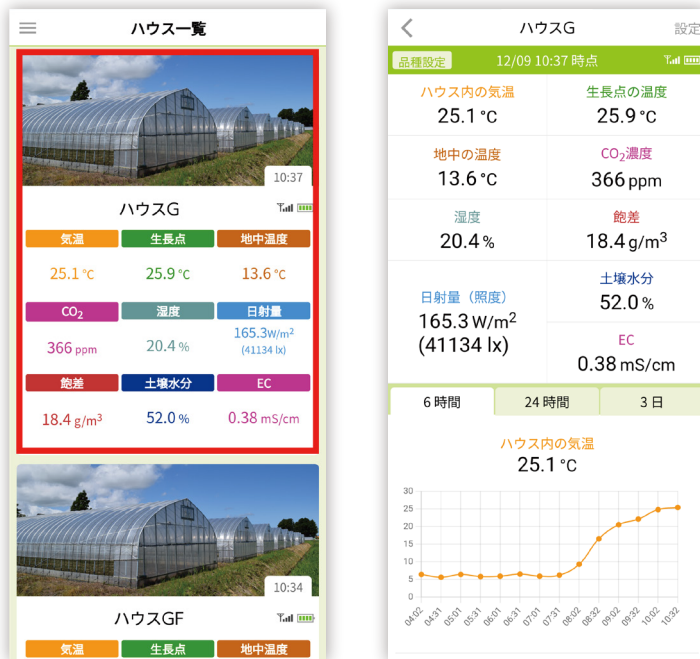 ハウス一覧
10:37
ハウスG
気温 生長点 地中温度
25.1 °C 25.9 °C 13.6 °C
CO2 湿度 日射量
366 ppm 20.4 % 165.3W/m2
(41134 lx)
飽差 土壌水分 EC
18.4 g/m3 52.0 % 0.38 mS/cm
10:34
ハウスGF
気温 生長点 地中温度
ハウスG 設定
品種設定 12/09 10:37 時点
ハウス内の気温 生長点の温度
25.1 °C 25.9 °C
地中の温度 CO2濃度
13.6 °C 366 ppm
湿度 飽差
20.4 % 18.4 g/m3
日射量（照度）
165.3 W/m2
(41134 lx)
土壌水分
52.0 %
EC
0.38 mS/cm
6 時間 24 時間 3 日
ハウス内の気温
25.1 °C
30
25
20
15
10
5
0
04:02 04:31 05:01 05:31 06:01 06:31 07:01 07:31 08:02 08:32 09:02 09:32 10:02 10:32